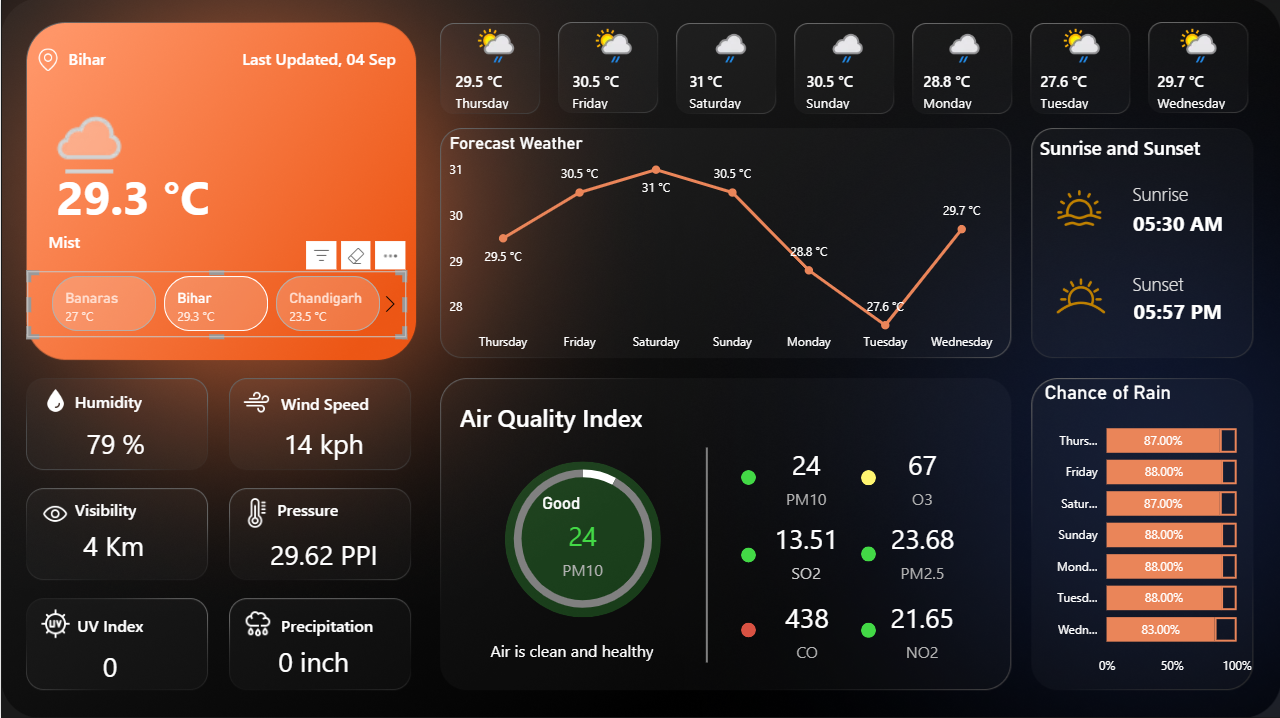 Bihar
Last Updated, 04 Sep
29.3 °C
Mist
Banaras
27 °C
Bihar
29.3 °C
Chandigarh
23.5 °C
29.5 °C
Thursday
30.5 °C
Friday
31 °C
Saturday
30.5 °C
Sunday
28.8 °C
Monday
27.6 °C
Tuesday
29.7 °C
Wednesday
Forecast Weather
31
30
29
28
29.5 °C
30.5 °C
31 °C
30.5 °C
28.8 °C
27.6 °C
29.7 °C
Thursday
Friday
Saturday
Sunday
Monday
Tuesday
Wednesday
Sunrise and Sunset
Sunrise
05:30 AM
Sunset
05:57 PM
Humidity
79 %
Wind Speed
14 kph
Visibility
4 Km
Pressure
29.62 PPI
UV
UV Index
0
Precipitation
0 inch
Air Quality Index
Good
24
PM10
Air is clean and healthy
24
PM10
67
O3
13.51
SO2
23.68
PM2.5
438
CO
21.65
NO2
Chance of Rain
Thurs... 87.00%
Friday 88.00%
Satur... 87.00%
Sunday 88.00%
Mond... 88.00%
Tuesd... 88.00%
Wedn... 83.00%
0% 50% 100%